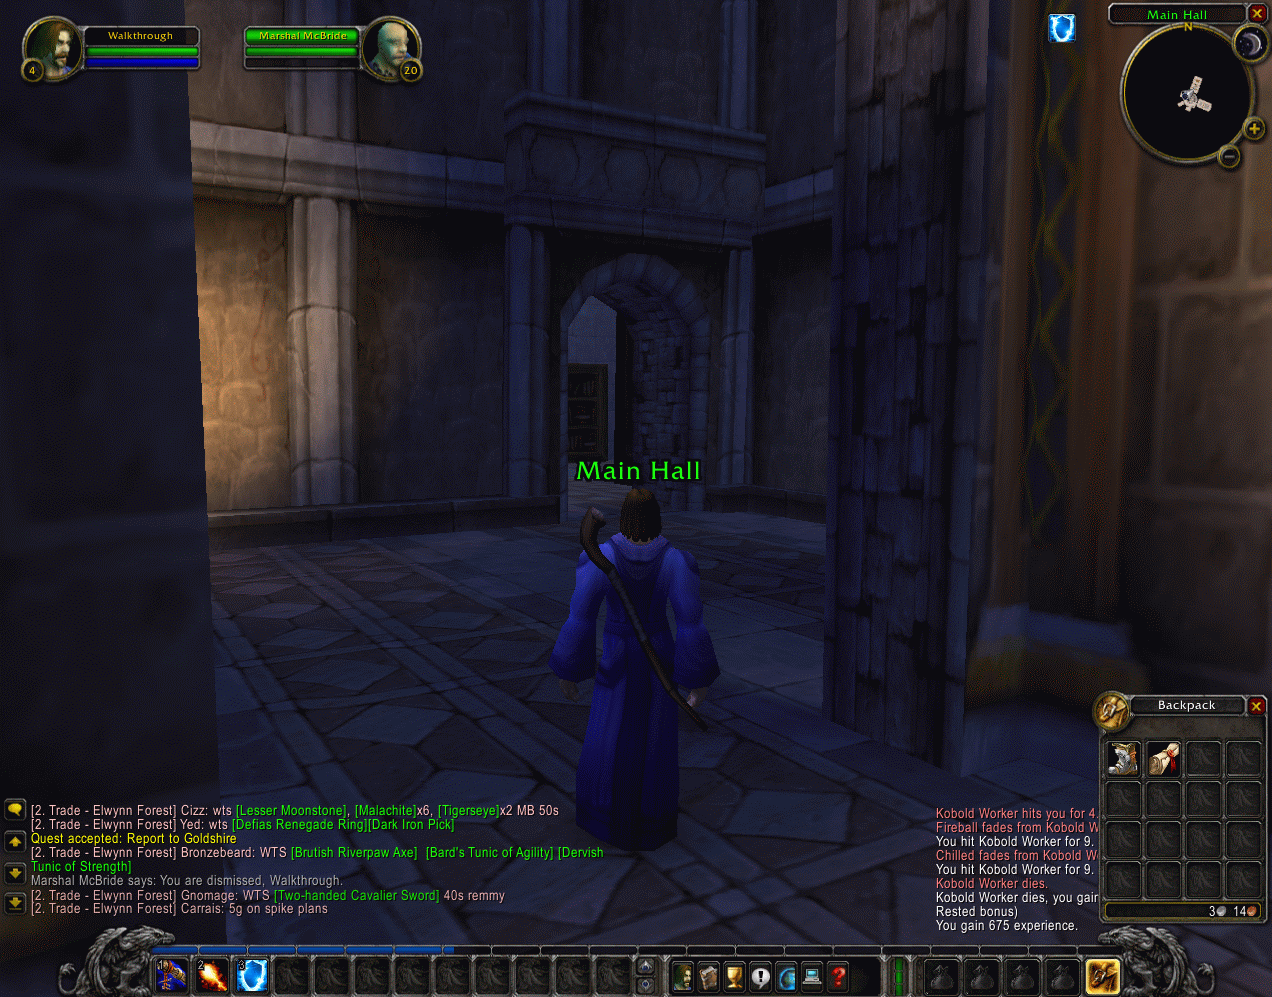 Walkthrough
4
Marshal McBride
20
Main Hall
N
Main Hall
Backpack
3 14
[2. Trade - Elwynn Forest] Cizz: wts [Lesser Moonstone], [Malachite]x6, [Tigerseye]x2 MB 50s
[2. Trade - Elwynn Forest] Yed: wts [Defias Renegade Ring][Dark Iron Pick]
Quest accepted: Report to Goldshire
[2. Trade - Elwynn Forest] Bronzebeard: WTS [Brutish Riverpaw Axe] [Bard's Tunic of Agility] [Dervish
Tunic of Strength]
Marshal McBride says: You are dismissed, Walkthrough.
[2. Trade - Elwynn Forest] Gnomage: WTS [Two-handed Cavalier Sword] 40s remmy
[2. Trade - Elwynn Forest] Carrais: 5g on spike plans
Kobold Worker hits you for 4.
Fireball fades from Kobold W
You hit Kobold Worker for 9.
Chilled fades from Kobold W
You hit Kobold Worker for 9.
Kobold Worker dies.
Kobold Worker dies, you gain
Rested bonus)
You gain 675 experience.
1 2 3